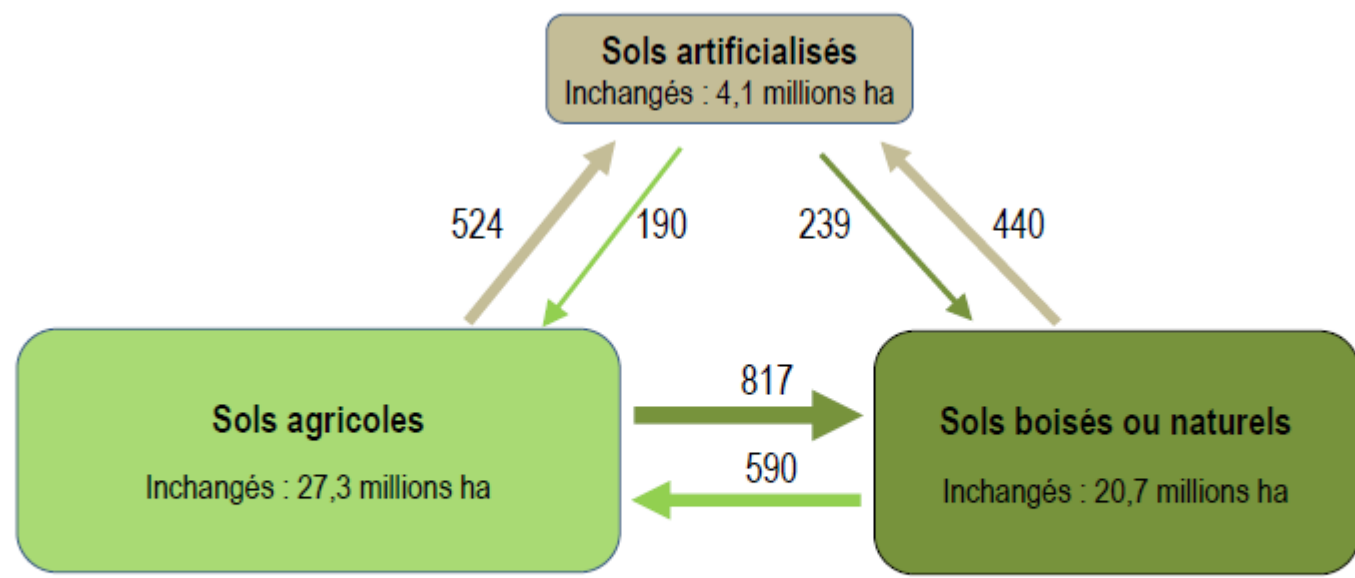 Sols artificialisés
Inchangés : 4,1 millions ha
524
190
239
440
Sols agricoles
Inchangés : 27,3 millions ha
817
590
Sols boisés ou naturels
Inchangés : 20,7 millions ha